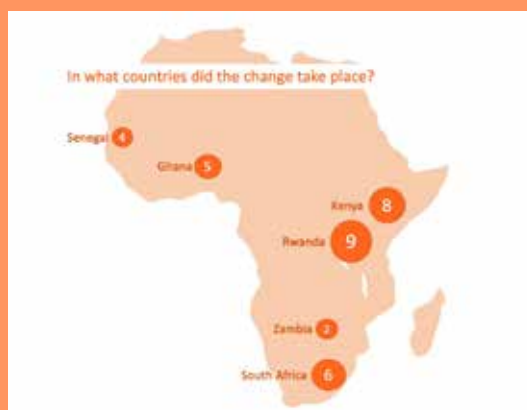 In what countries did the change take place?
Senegal 4
Ghana 5
Kenya 8
Rwanda 9
Zambia 2
South Africa 6